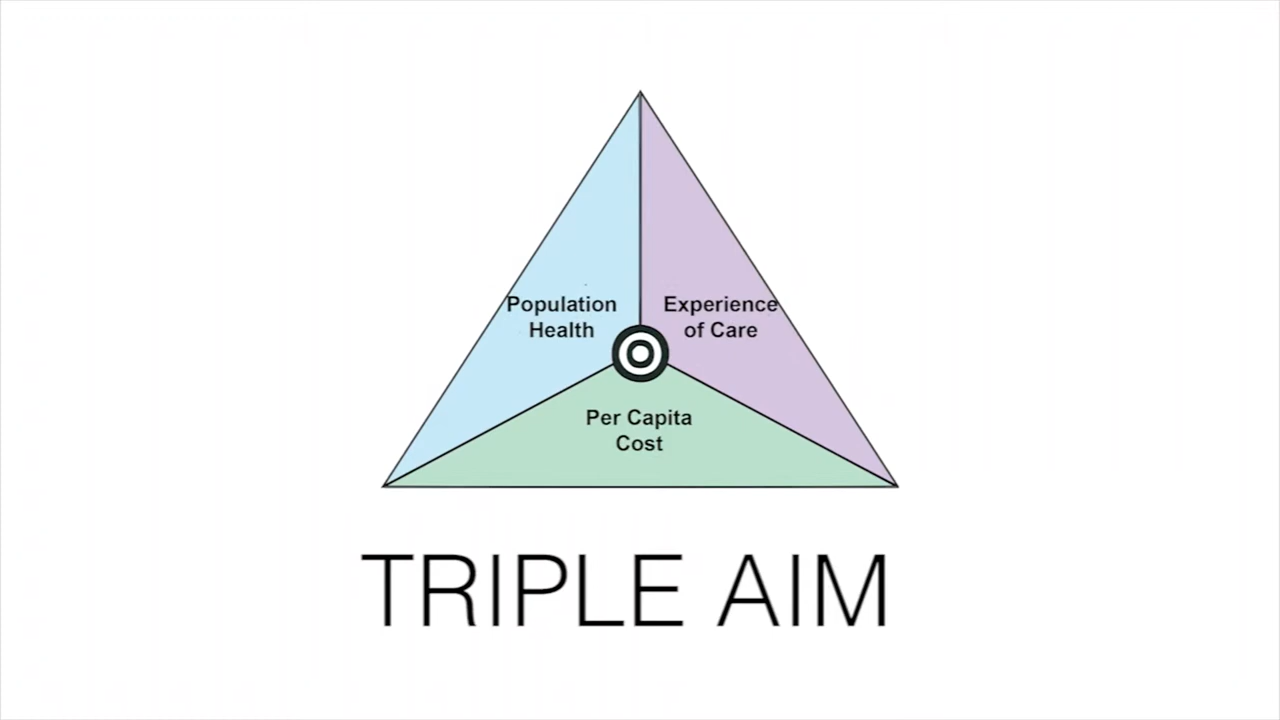 Population
Health
Experience
of Care
Per Capita
Cost
TRIPLE AIM